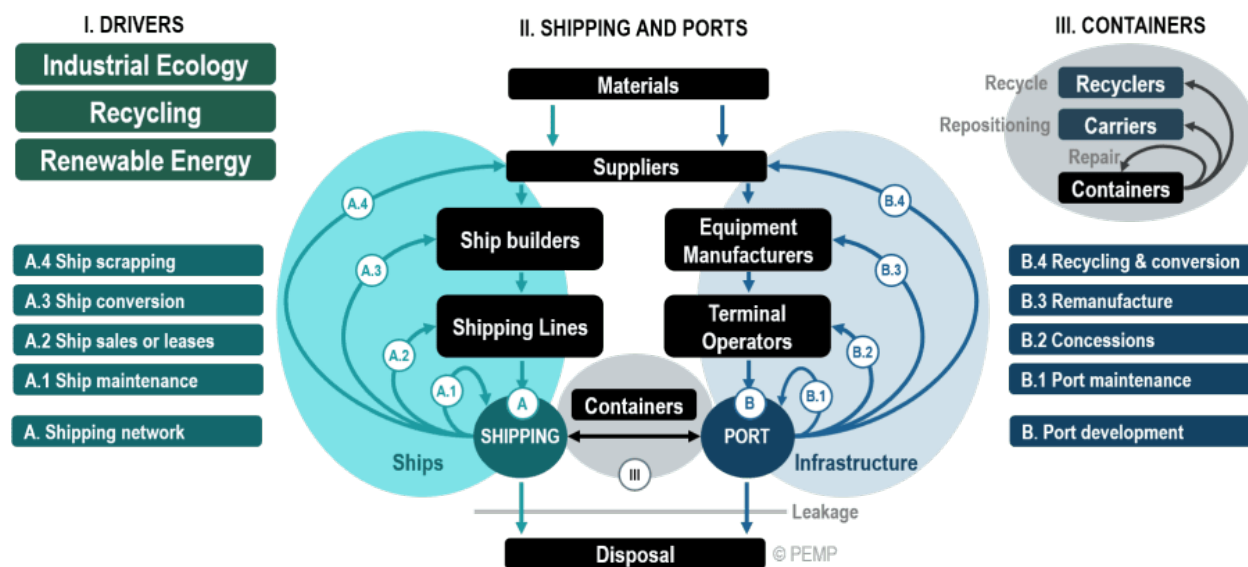 I. DRIVERS
Industrial Ecology
Recycling
Renewable Energy
A.4 Ship scrapping
A.3 Ship conversion
A.2 Ship sales or leases
A.1 Ship maintenance
A. Shipping network
II. SHIPPING AND PORTS
Materials
Suppliers
A.4
B.4
Ship builders
Equipment
Manufacturers
A.3
B.3
Shipping Lines
Terminal
Operators
A.2
B.2
A.1
A
Containers
B
B.1
SHIPPING
PORT
Ships
III
Infrastructure
Leakage
Disposal
© PEMP
III. CONTAINERS
Recycle
Recyclers
Repositioning
Carriers
Repair
Containers
B.4 Recycling & conversion
B.3 Remanufacture
B.2 Concessions
B.1 Port maintenance
B. Port development